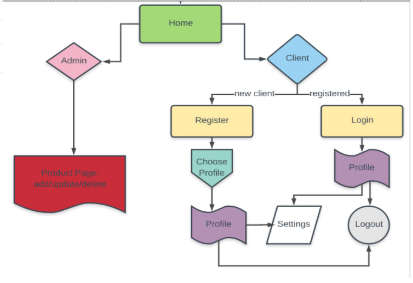 Home
Admin
Client
new client
registered
Register
Login
Product Page:
add/update/delete
Choose
Profile
Profile
Profile
Settings
Logout